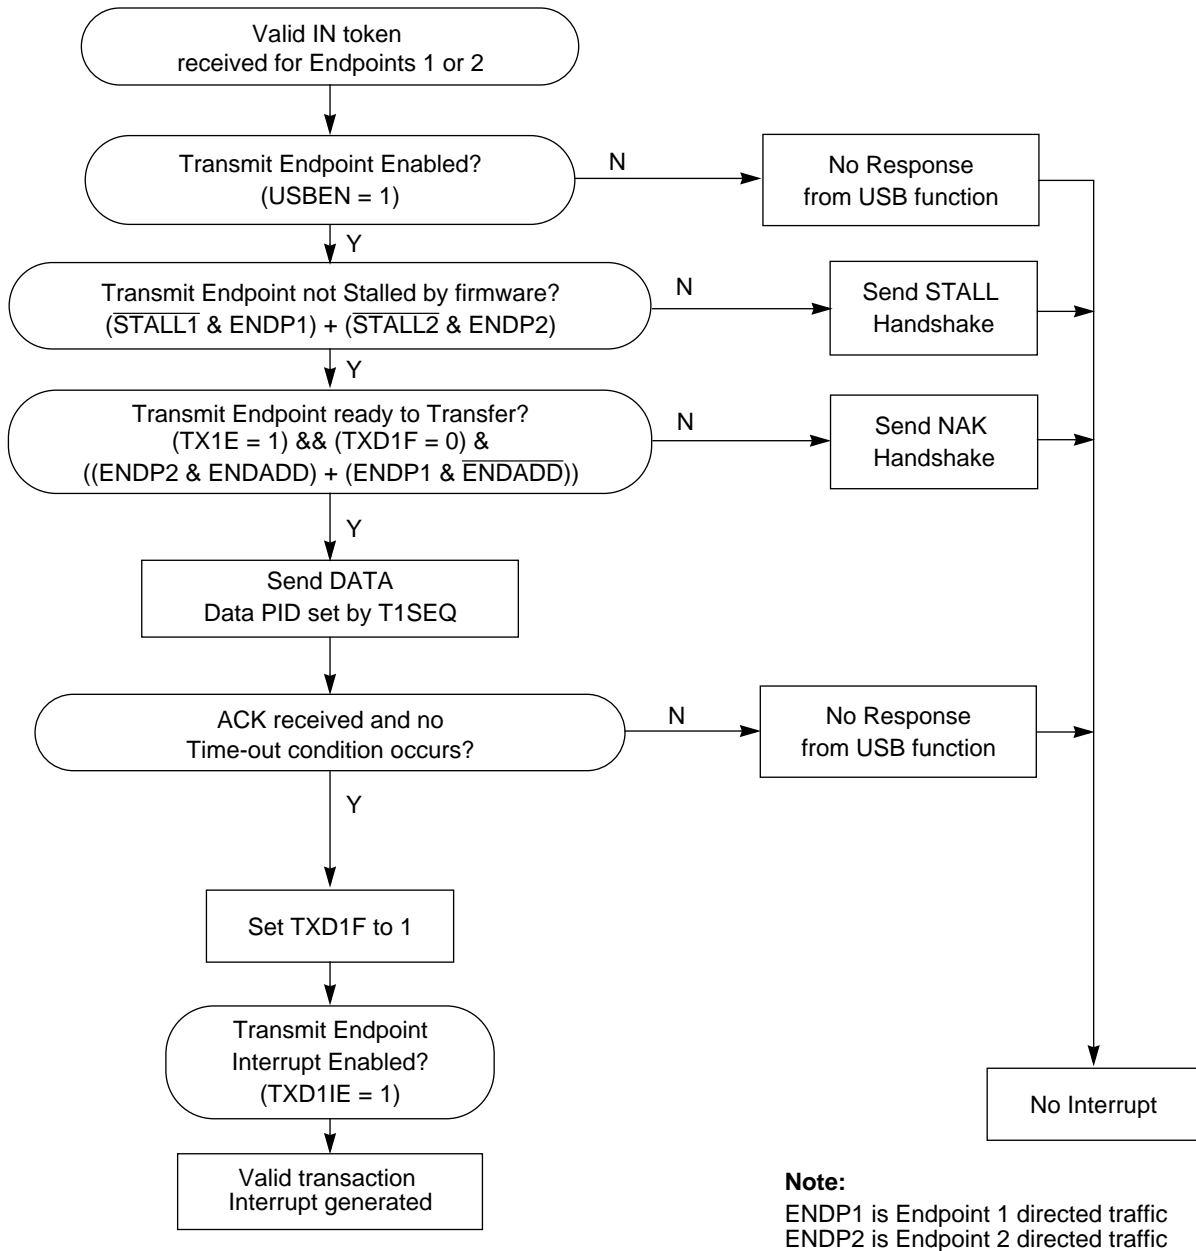 Valid IN token
received for Endpoints 1 or 2
Transmit Endpoint Enabled?
(USBEN = 1)
N
No Response
from USB function
Y
Transmit Endpoint not Stalled by firmware?
(S̅T̅A̅L̅L̅1̅ & ENDP1) + (S̅T̅A̅L̅L̅2̅ & ENDP2)
N
Send STALL
Handshake
Y
Transmit Endpoint ready to Transfer?
(TX1E = 1) && (TXD1F = 0) &
((ENDP2 & ENDADD) + (ENDP1 & E̅N̅D̅A̅D̅D̅))
N
Send NAK
Handshake
Y
Send DATA
Data PID set by T1SEQ
ACK received and no
Time-out condition occurs?
N
No Response
from USB function
Y
Set TXD1F to 1
Transmit Endpoint
Interrupt Enabled?
(TXD1IE = 1)
No Interrupt
Valid transaction
Interrupt generated
Note:
ENDP1 is Endpoint 1 directed traffic
ENDP2 is Endpoint 2 directed traffic